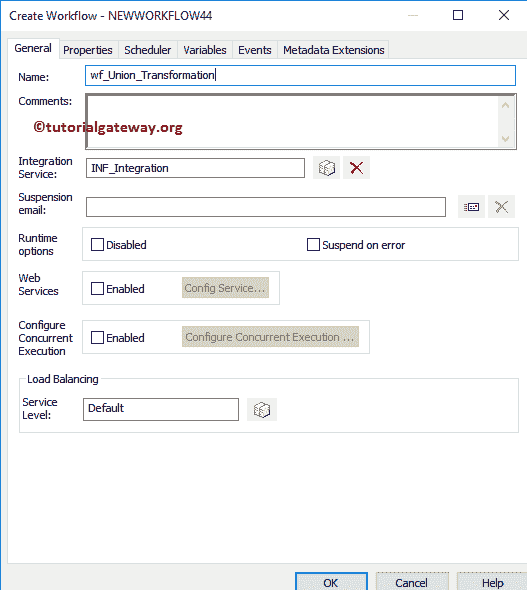 Create Workflow - NEWWORKFLOW44
General Properties Scheduler Variables Events Metadata Extensions
Name: wf_Union_Transformation
Comments:
©tutorialgateway.org
Integration
Service: INF_Integration
Suspension
email:
Runtime
options Disabled Suspend on error
Web
Services Enabled Config Service...
Configure
Concurrent
Execution Enabled Configure Concurrent Execution ...
Load Balancing
Service
Level: Default
OK Cancel Help